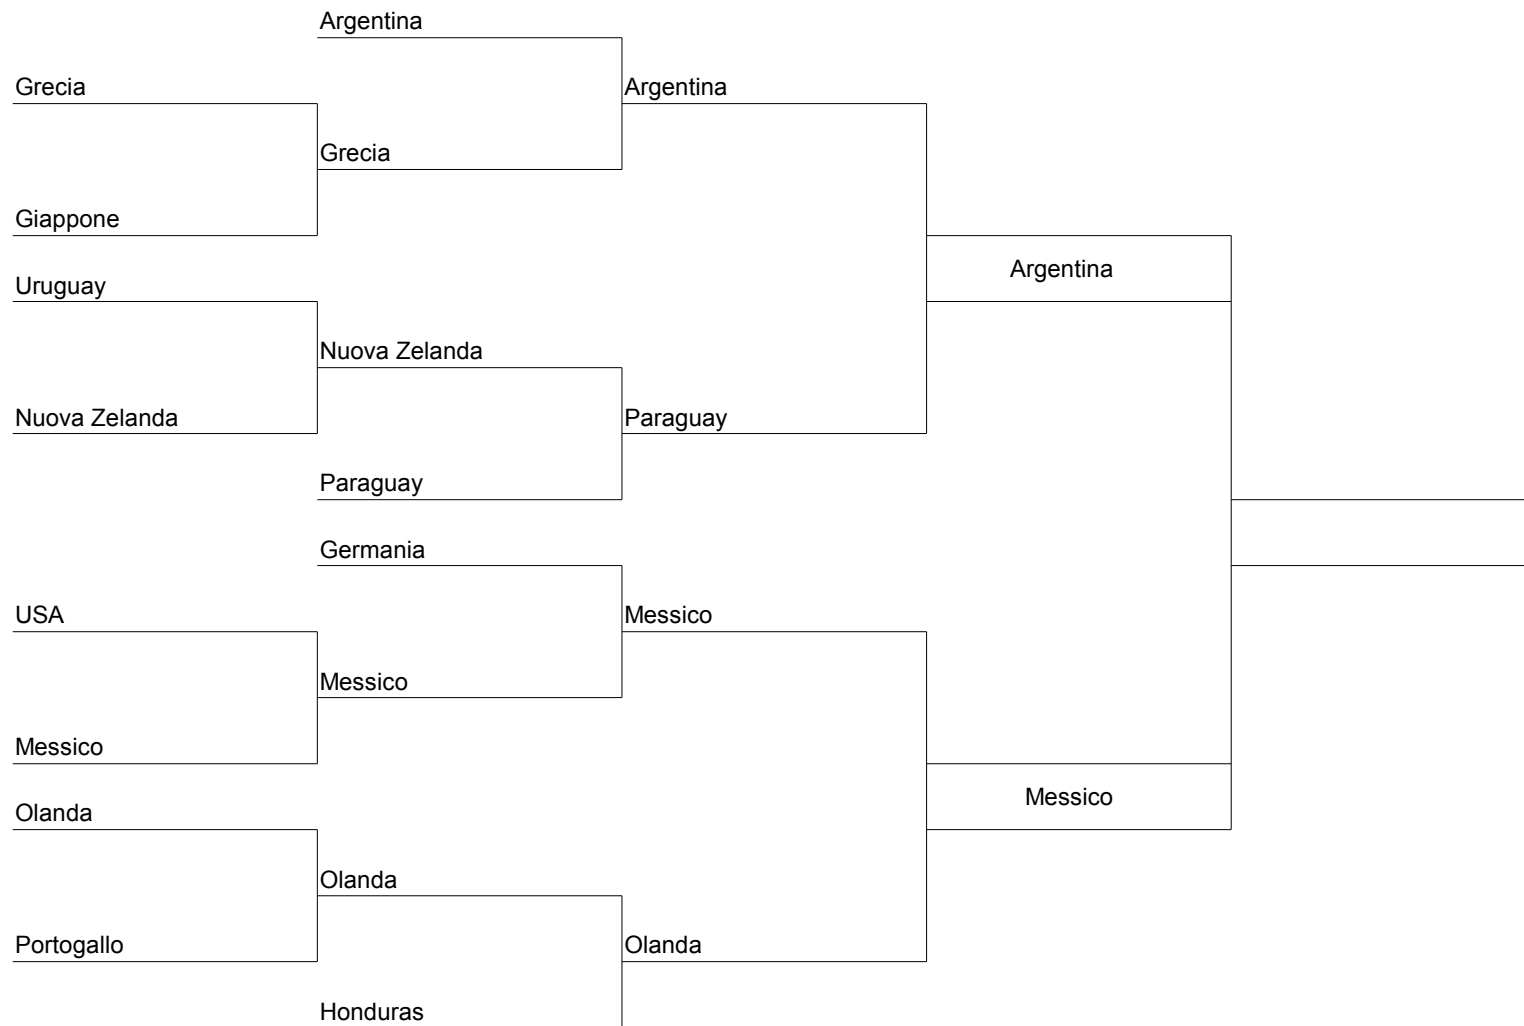 Argentina
Grecia
Argentina
Grecia
Giappone
Argentina
Uruguay
Nuova Zelanda
Nuova Zelanda
Paraguay
Paraguay
Germania
USA
Messico
Messico
Messico
Messico
Olanda
Olanda
Portogallo
Olanda
Honduras